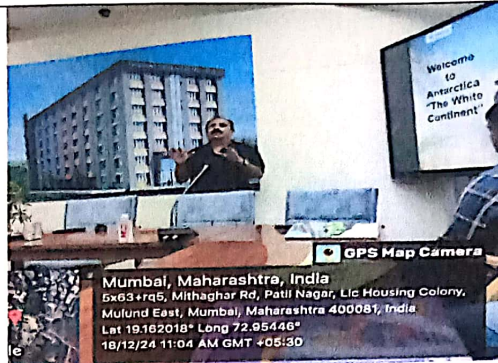 Welcome
to
Antarctica
"The White
Continent"
GPS Map Camera
Mumbai, Maharashtra, India
5x63+rq5, Mithaghar Rd, Patil Nagar, Lic Housing Colony,
Mulund East, Mumbai, Maharashtra 400081, India
Lat 19.162018° Long 72.95446°
18/12/24 11:04 AM GMT +05:30
le